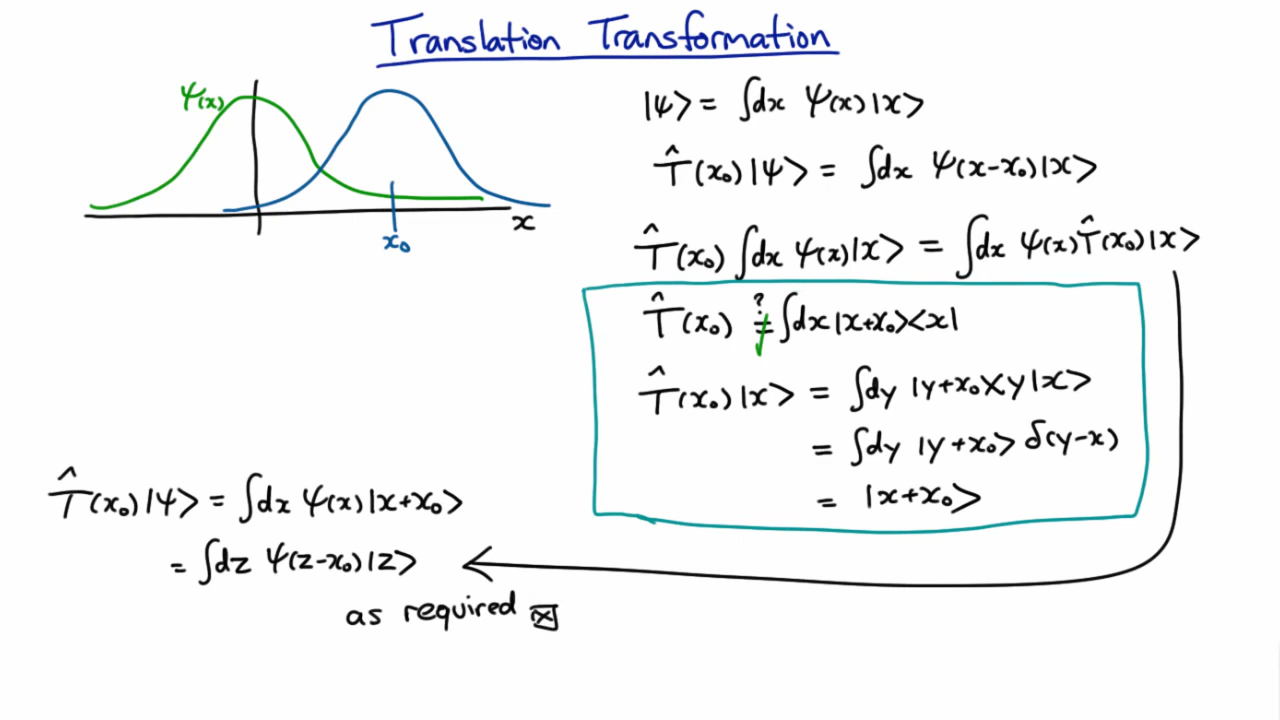 Translation Transformation
ψ(x)
x
x₀
|ψ> = ∫dx ψ(x)|x>
T̂(x₀)|ψ> = ∫dx ψ(x-x₀)|x>
T̂(x₀)∫dx ψ(x)|x> = ∫dx ψ(x)T̂(x₀)|x>
T̂(x₀) ?= ∫dx|x+x₀><x|
T̂(x₀)|x> = ∫dy |y+x₀><y|x>
= ∫dy |y+x₀> δ(y-x)
= |x+x₀>
T̂(x₀)|ψ> = ∫dx ψ(x)|x+x₀>
= ∫dz ψ(z-x₀)|z>
as required